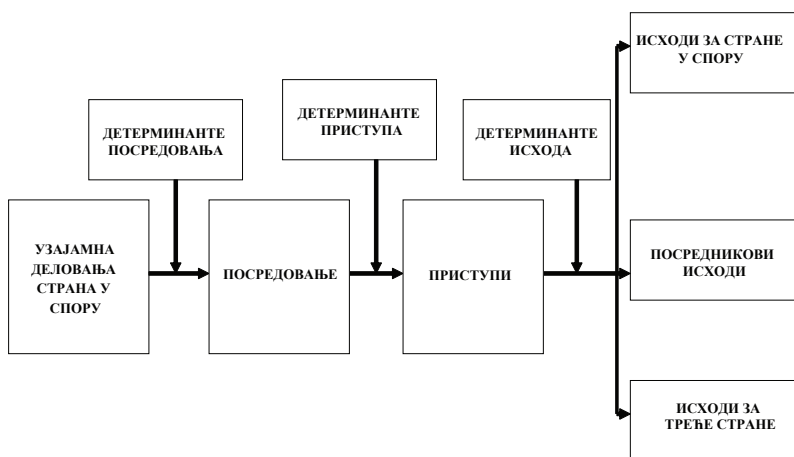 ИСХОДИ ЗА СТРАНЕ
У СПОРУ
ДЕТЕРМИНАНТЕ
ПОСРЕДОВАЊА
ДЕТЕРМИНАНТЕ
ПРИСТУПА
ДЕТЕРМИНАНТЕ
ИСХОДА
УЗАЈАМНА
ДЕЛОВАЊА
СТРАНА У
СПОРУ
ПОСРЕДОВАЊЕ
ПРИСТУПИ
ПОСРЕДНИКОВИ
ИСХОДИ
ИСХОДИ ЗА
ТРЕЋЕ СТРАНЕ